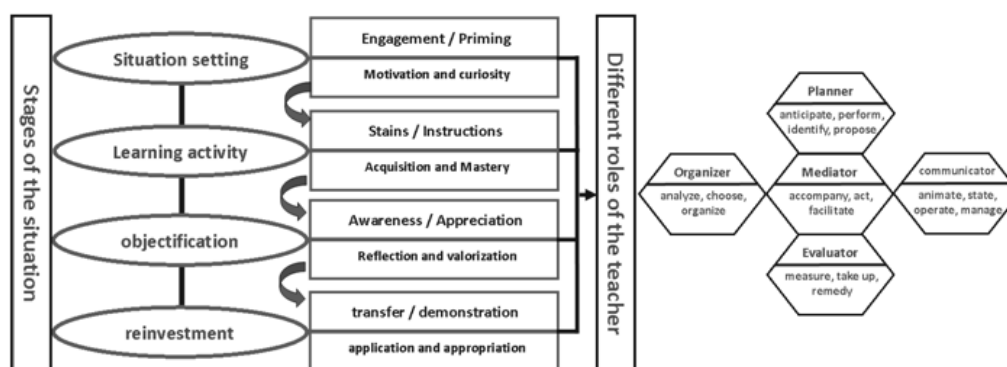 Stages of the situation
Situation setting
Engagement / Priming
Motivation and curiosity
Learning activity
Stains / Instructions
Acquisition and Mastery
objectification
Awareness / Appreciation
Reflection and valorization
reinvestment
transfer / demonstration
application and appropriation
Different roles of the teacher
Planner
anticipate, perform,
identify, propose
Organizer
analyze, choose,
organize
Mediator
accompany, act,
facilitate
communicator
animate, state,
operate, manage
Evaluator
measure, take up,
remedy